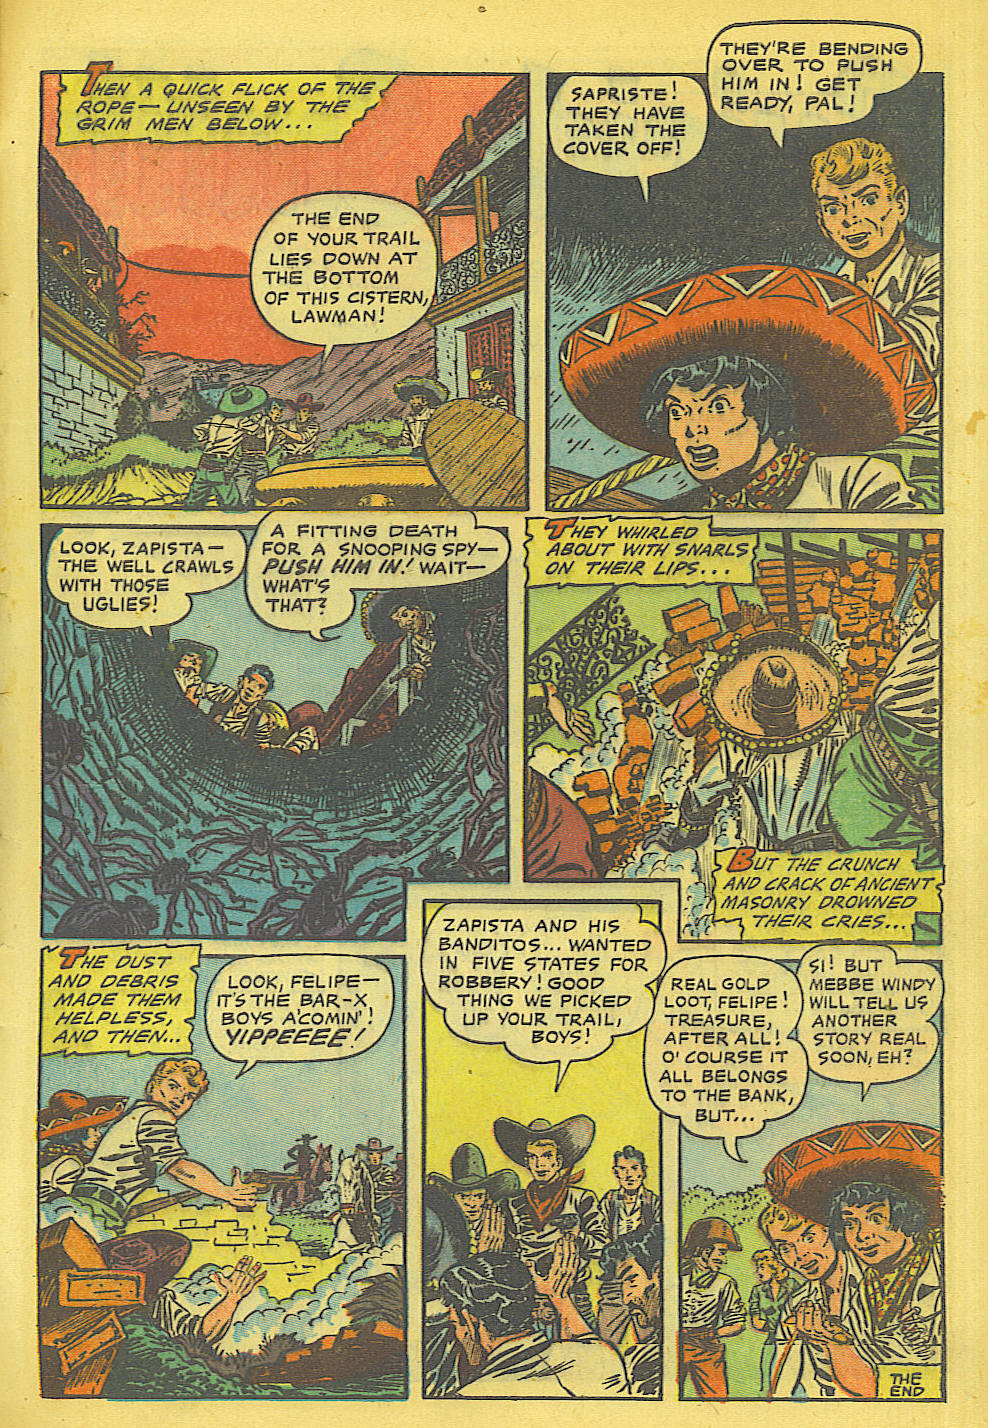 THEN A QUICK FLICK OF THE
ROPE — UNSEEN BY THE
GRIM MEN BELOW...
THE END
OF YOUR TRAIL
LIES DOWN AT
THE BOTTOM
OF THIS CISTERN,
LAWMAN!
SAPRISTE!
THEY HAVE
TAKEN THE
COVER OFF!
THEY'RE BENDING
OVER TO PUSH
HIM IN! GET
READY, PAL!
LOOK, ZAPISTA —
THE WELL CRAWLS
WITH THOSE
UGLIES!
A FITTING DEATH
FOR A SNOOPING SPY —
PUSH HIM IN! WAIT —
WHAT'S
THAT?
THEY WHIRLED
ABOUT WITH SNARLS
ON THEIR LIPS...
BUT THE CRUNCH
AND CRACK OF ANCIENT
MASONRY DROWNED
THEIR CRIES...
THE DUST
AND DEBRIS
MADE THEM
HELPLESS,
AND THEN...
LOOK, FELIPE —
IT'S THE BAR-X
BOYS A'COMIN'!
YIPPEEEE!
ZAPISTA AND HIS
BANDITOS... WANTED
IN FIVE STATES FOR
ROBBERY! GOOD
THING WE PICKED
UP YOUR TRAIL,
BOYS!
REAL GOLD
LOOT, FELIPE!
TREASURE,
AFTER ALL!
O' COURSE IT
ALL BELONGS
TO THE BANK,
BUT...
SI! BUT
MEBBE WINDY
WILL TELL US
ANOTHER
STORY REAL
SOON, EH?
THE
END